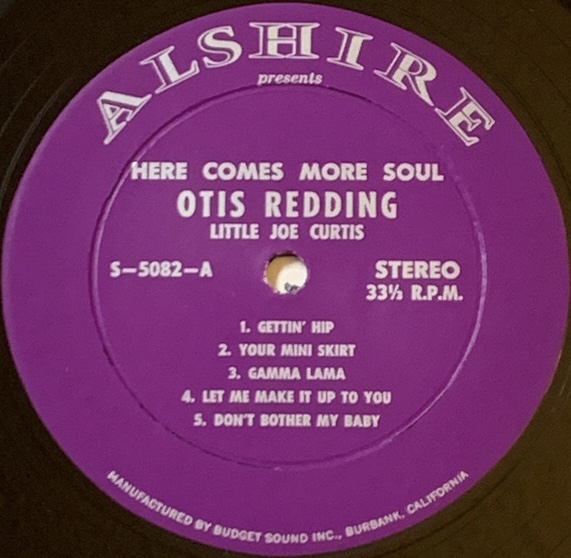 ALSHIRE
presents
HERE COMES MORE SOUL
OTIS REDDING
LITTLE JOE CURTIS
S-5082-A
STEREO
33⅓ R.P.M.
1. GETTIN' HIP
2. YOUR MINI SKIRT
3. GAMMA LAMA
4. LET ME MAKE IT UP TO YOU
5. DON'T BOTHER MY BABY
MANUFACTURED BY BUDGET SOUND INC., BURBANK, CALIFORNIA